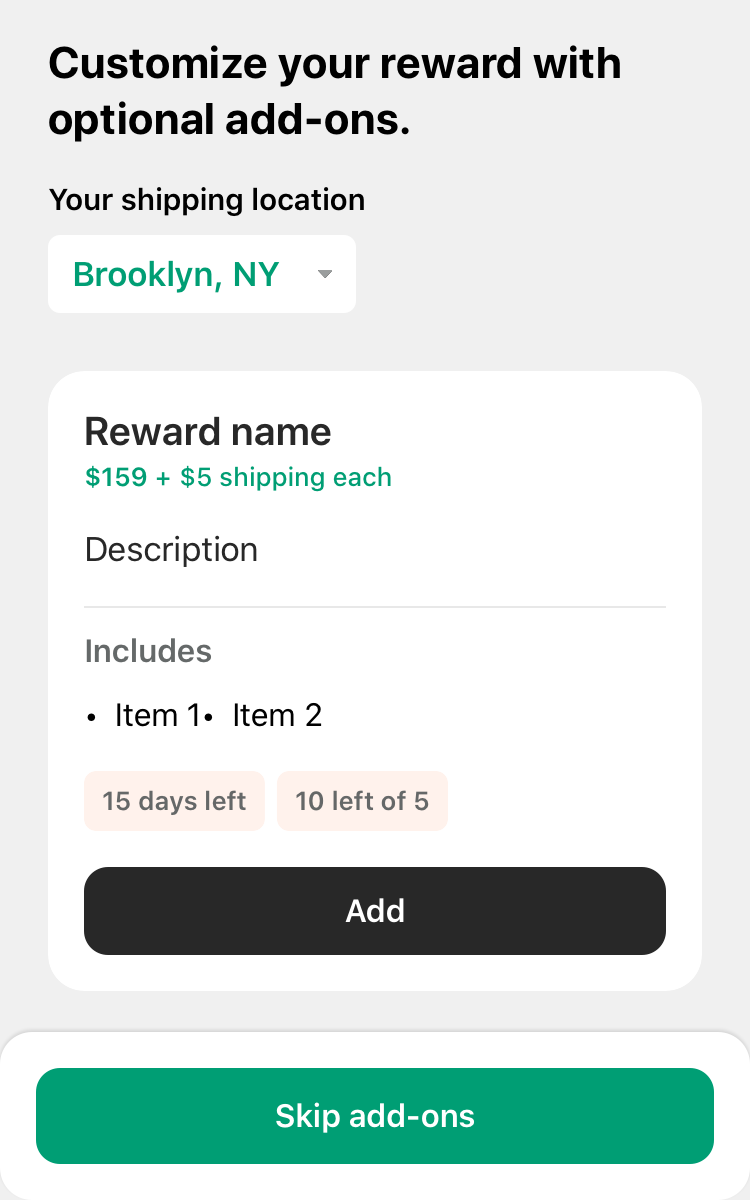 Customize your reward with
optional add-ons.
Your shipping location
Brooklyn, NY
Reward name
$159 + $5 shipping each
Description
Includes
• Item 1• Item 2
15 days left 10 left of 5
Add
Skip add-ons